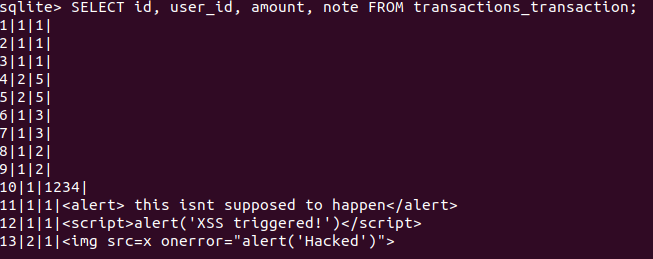 sqlite> SELECT id, user_id, amount, note FROM transactions_transaction;
1|1|1|
2|1|1|
3|1|1|
4|2|5|
5|2|5|
6|1|3|
7|1|3|
8|1|2|
9|1|2|
10|1|1234|
11|1|1|<alert> this isnt supposed to happen</alert>
12|1|1|<script>alert('XSS triggered!')</script>
13|2|1|<img src=x onerror="alert('Hacked')">